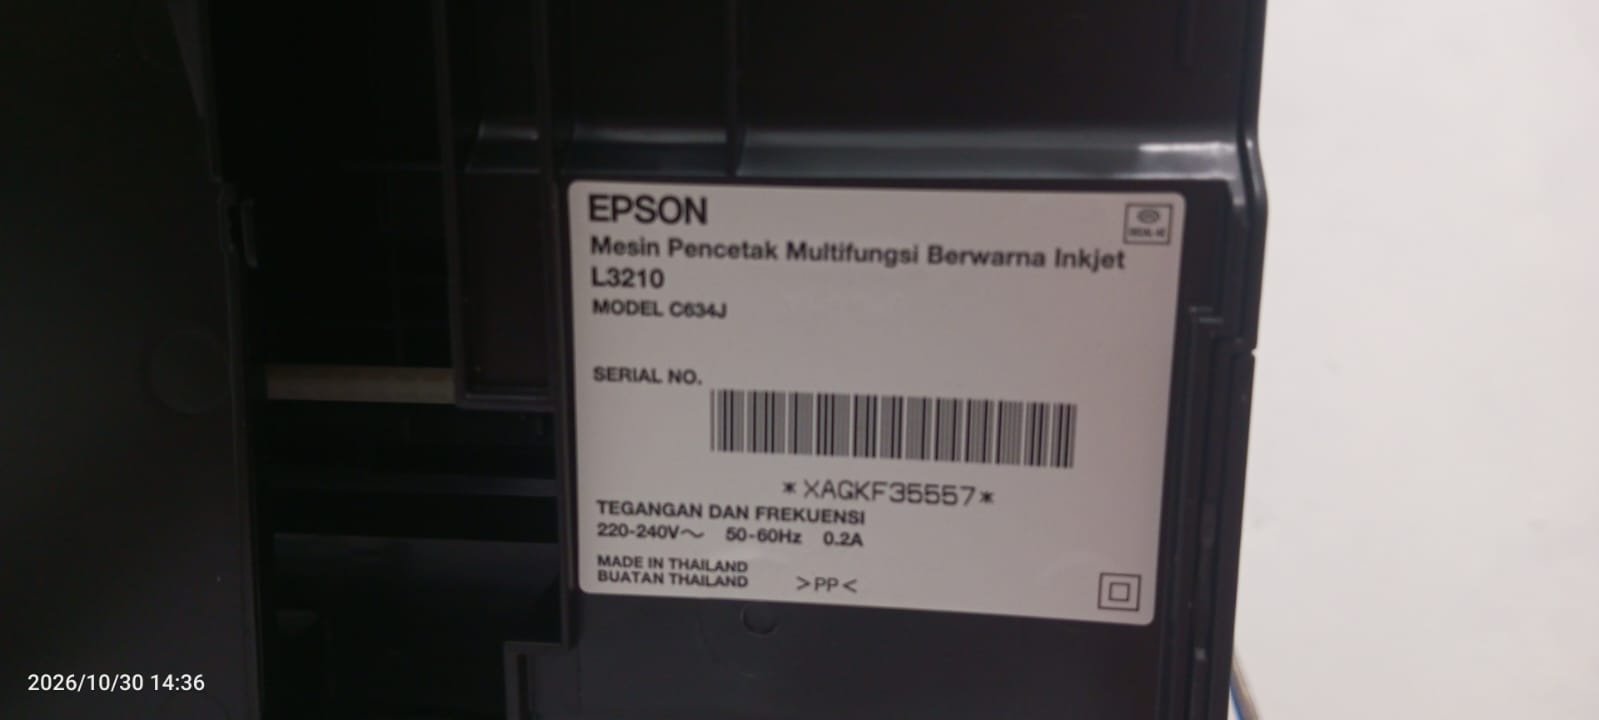 EPSON
Mesin Pencetak Multifungsi Berwarna Inkjet
L3210
MODEL C634J
SERIAL NO.
*XAGKF35557*
TEGANGAN DAN FREKUENSI
220-240V~ 50-60Hz 0.2A
MADE IN THAILAND
BUATAN THAILAND >PP<
2026/10/30 14:36